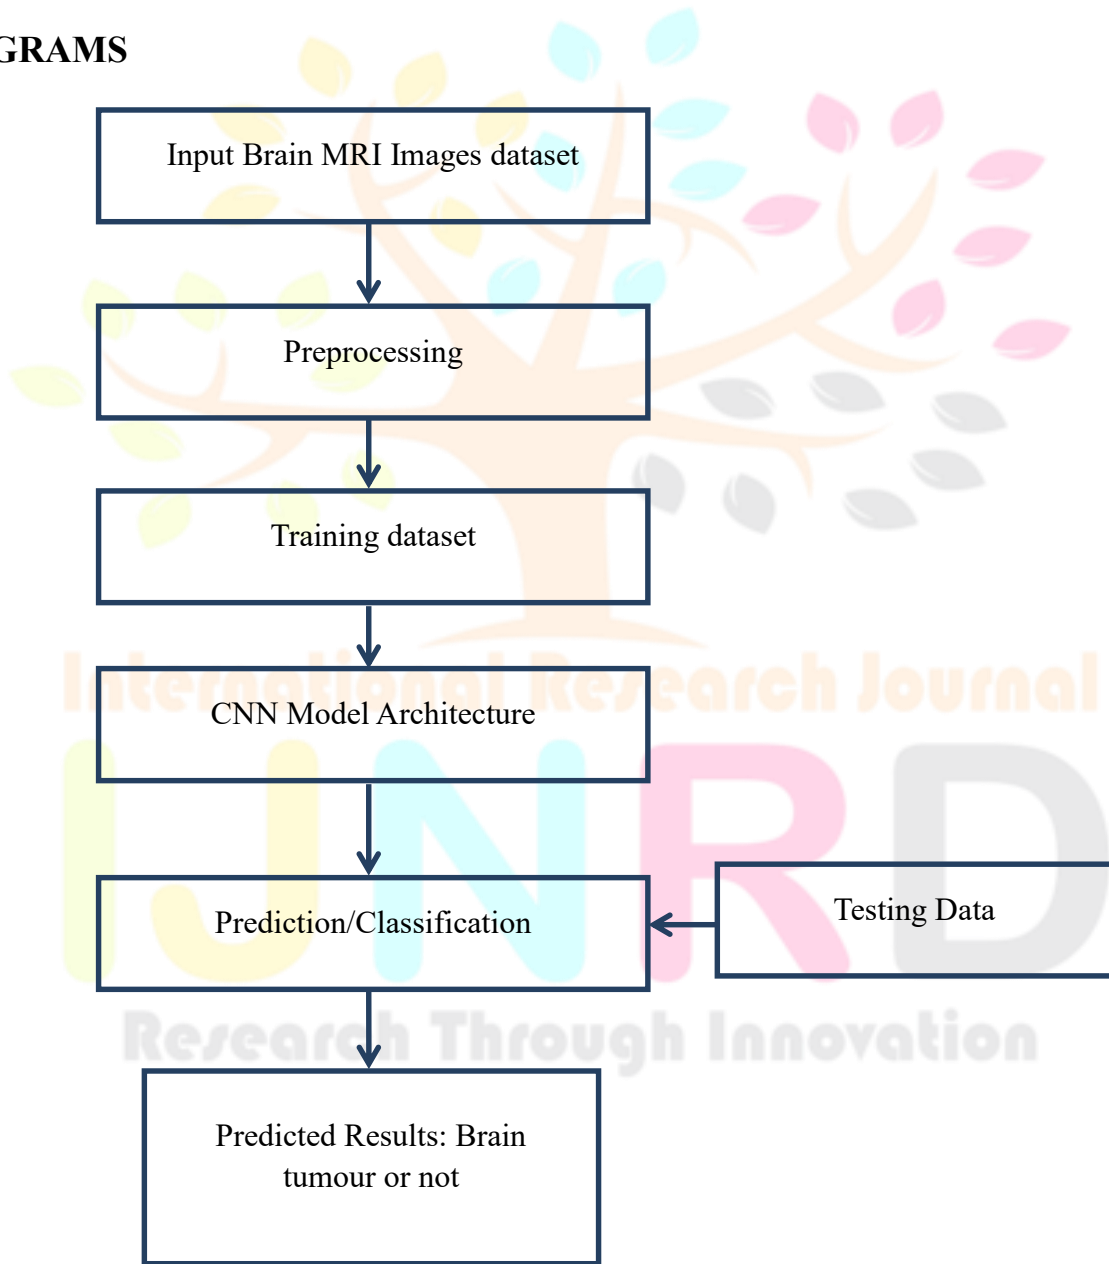 GRAMS
Input Brain MRI Images dataset
Preprocessing
Training dataset
International Research Journal
CNN Model Architecture
IJNRD
Prediction/Classification
Testing Data
Research Through Innovation
Predicted Results: Brain
tumour or not